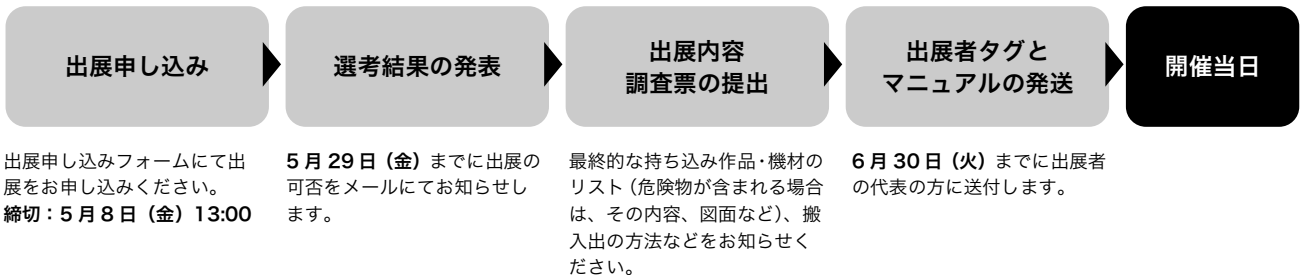 出展申し込み
出展申し込みフォームにて出
展をお申し込みください。
締切：5月8日（金）13:00
選考結果の発表
5月29日（金）までに出展の
可否をメールにてお知らせし
ます。
出展内容
調査票の提出
最終的な持ち込み作品・機材の
リスト（危険物が含まれる場合
は、その内容、図面など）、搬
入出の方法などをお知らせく
ださい。
出展者タグと
マニュアルの発送
6月30日（火）までに出展者
の代表の方に送付します。
開催当日